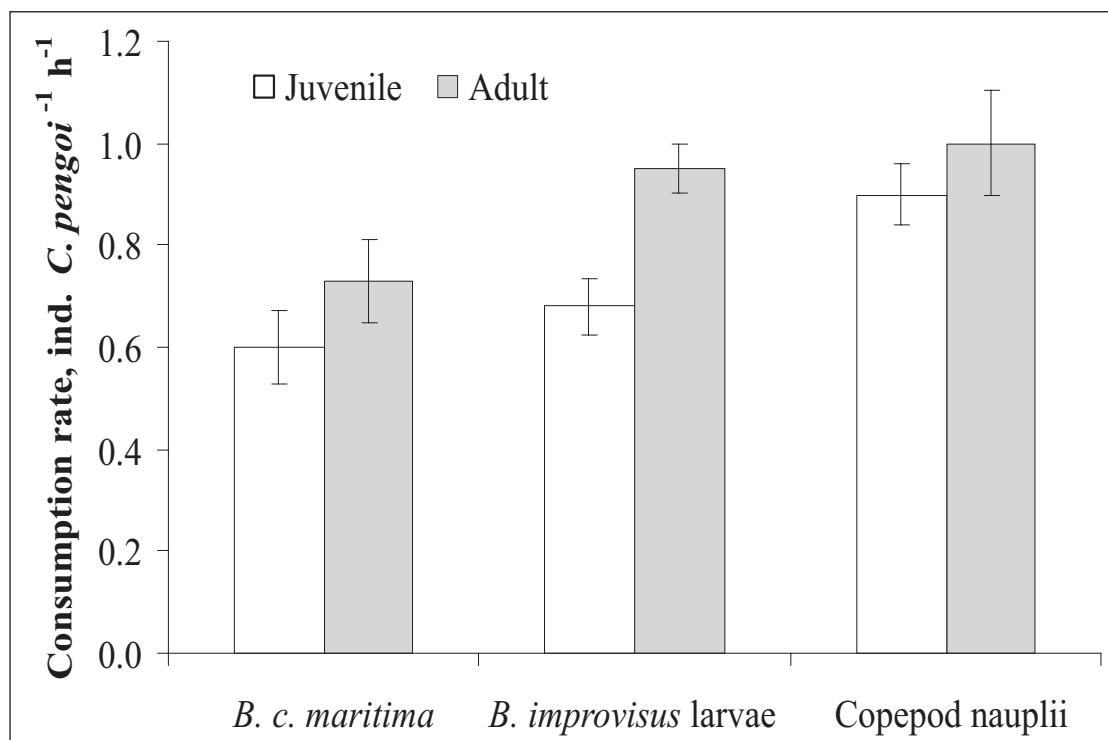 Consumption rate, ind. C. pengoi⁻¹ h⁻¹
1.2
1.0
0.8
0.6
0.4
0.2
0.0
Juvenile Adult
B. c. maritima B. improvisus larvae Copepod nauplii